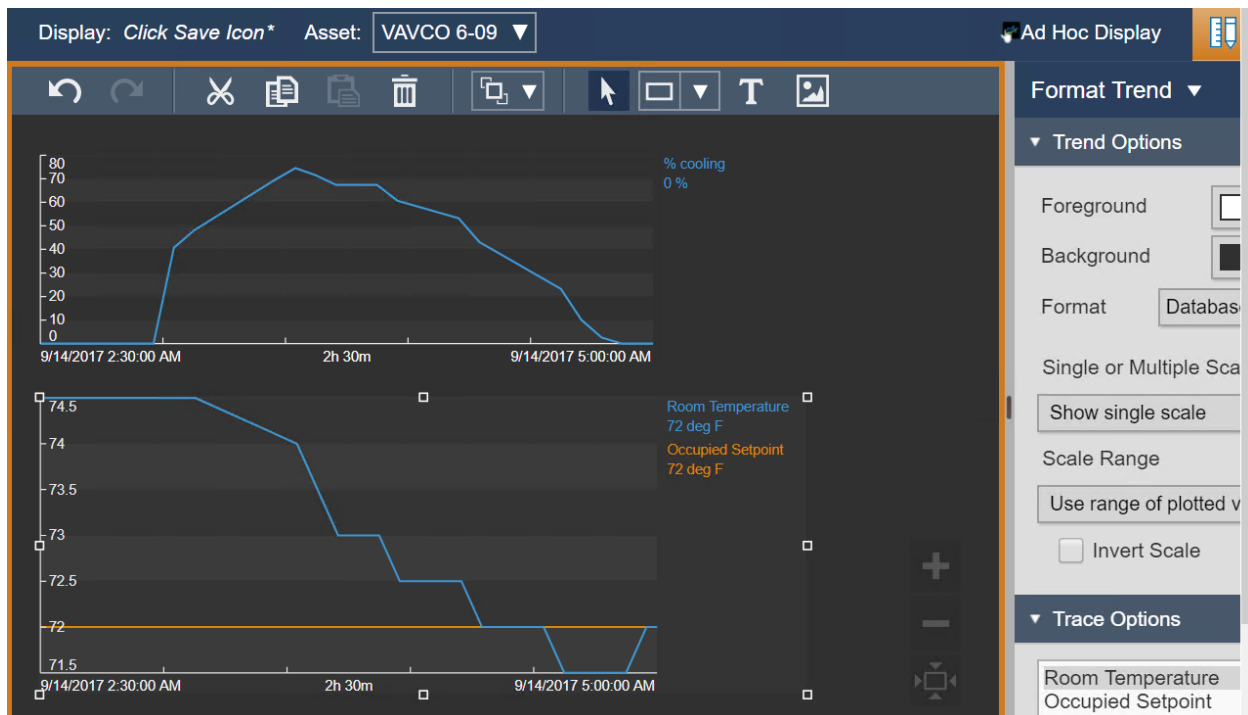 Display: Click Save Icon* Asset: VAVCO 6-09 ▼ Ad Hoc Display
T
Format Trend ▼
Trend Options
Foreground
Background
Format Databas
Single or Multiple Sca
Show single scale
Scale Range
Use range of plotted v
Invert Scale
Trace Options
Room Temperature
Occupied Setpoint
80
70
60
50
40
30
20
10
0
9/14/2017 2:30:00 AM 2h 30m 9/14/2017 5:00:00 AM
% cooling
0 %
74.5
74
73.5
73
72.5
72
71.5
9/14/2017 2:30:00 AM 2h 30m 9/14/2017 5:00:00 AM
Room Temperature
72 deg F
Occupied Setpoint
72 deg F